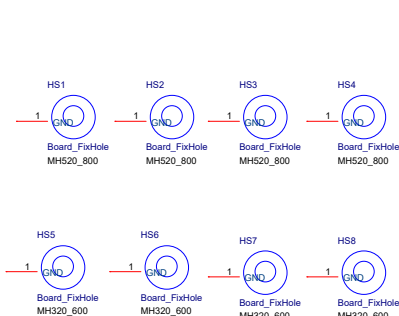 HS1 HS2 HS3 HS4
1 GND 1 GND 1 GND 1 GND
Board_FixHole Board_FixHole Board_FixHole Board_FixHole
MH520_800 MH520_800 MH520_800 MH520_800
HS5 HS6 HS7 HS8
1 GND 1 GND 1 GND 1 GND
Board_FixHole Board_FixHole Board_FixHole Board_FixHole
MH320_600 MH320_600 MH320_600 MH320_600